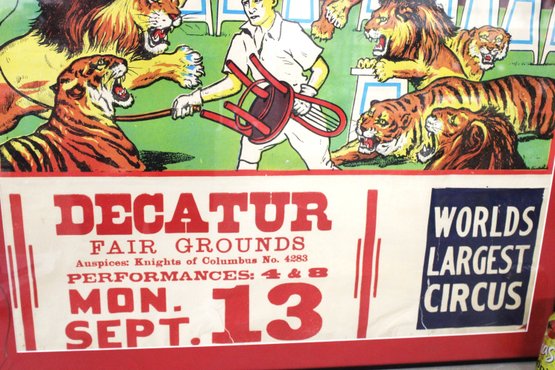 DECATUR
FAIR GROUNDS
Auspices: Knights of Columbus No. 4283
PERFORMANCES: 4 & 8
MON.
SEPT. 13
WORLDS
LARGEST
CIRCUS